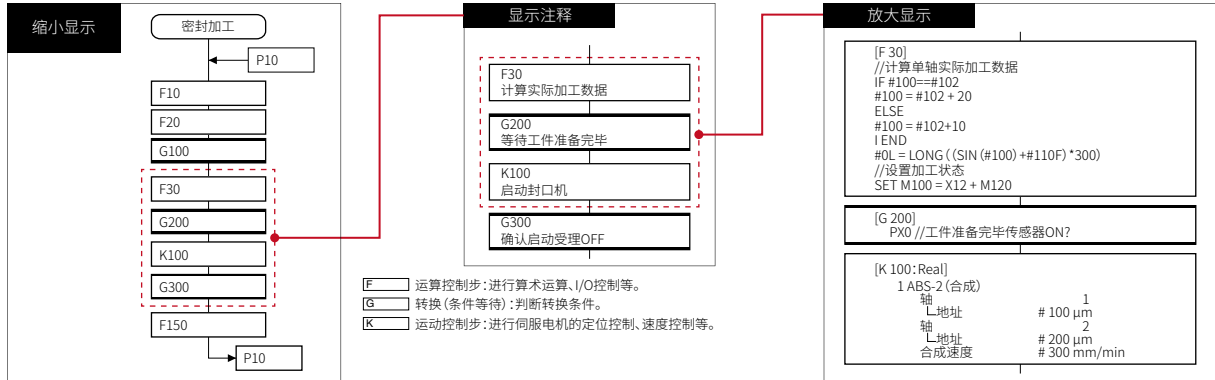 缩小显示
密封加工
P10
F10
F20
G100
F30
G200
K100
G300
F150
P10
显示注释
F30
计算实际加工数据
G200
等待工件准备完毕
K100
启动封口机
G300
确认启动受理OFF
F 运算控制步:进行算术运算、I/O控制等。
G 转换(条件等待):判断转换条件。
K 运动控制步:进行伺服电机的定位控制、速度控制等。
放大显示
[F 30]
//计算单轴实际加工数据
IF #100==#102
#100 = #102 + 20
ELSE
#100 = #102+10
I END
#0L = LONG((SIN (#100) +#110F) *300)
//设置加工状态
SET M100 = X12 + M120
[G 200]
PX0 //工件准备完毕传感器ON?
[K 100:Real]
1 ABS-2(合成)
轴 1
地址 # 100 μm
轴 2
地址 # 200 μm
合成速度 # 300 mm/min